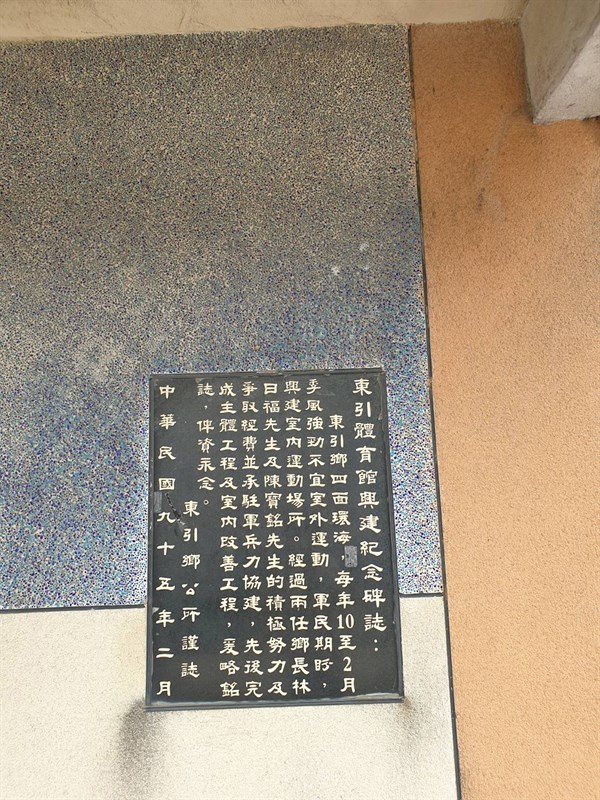 東引體育館興建紀念碑誌：
東引鄉四面環海，每年10至2月
季風強勁不宜室外運動，軍民期盼，
興建室內運動場所。經過兩任鄉長林
日福先生及陳寶銘先生的積極努力及
爭取經費並承駐軍兵力協建，先後完
成主體工程及室內改善工程，爰略銘
誌，俾資永念。
東引鄉公所謹誌
中華民國九十五年二月